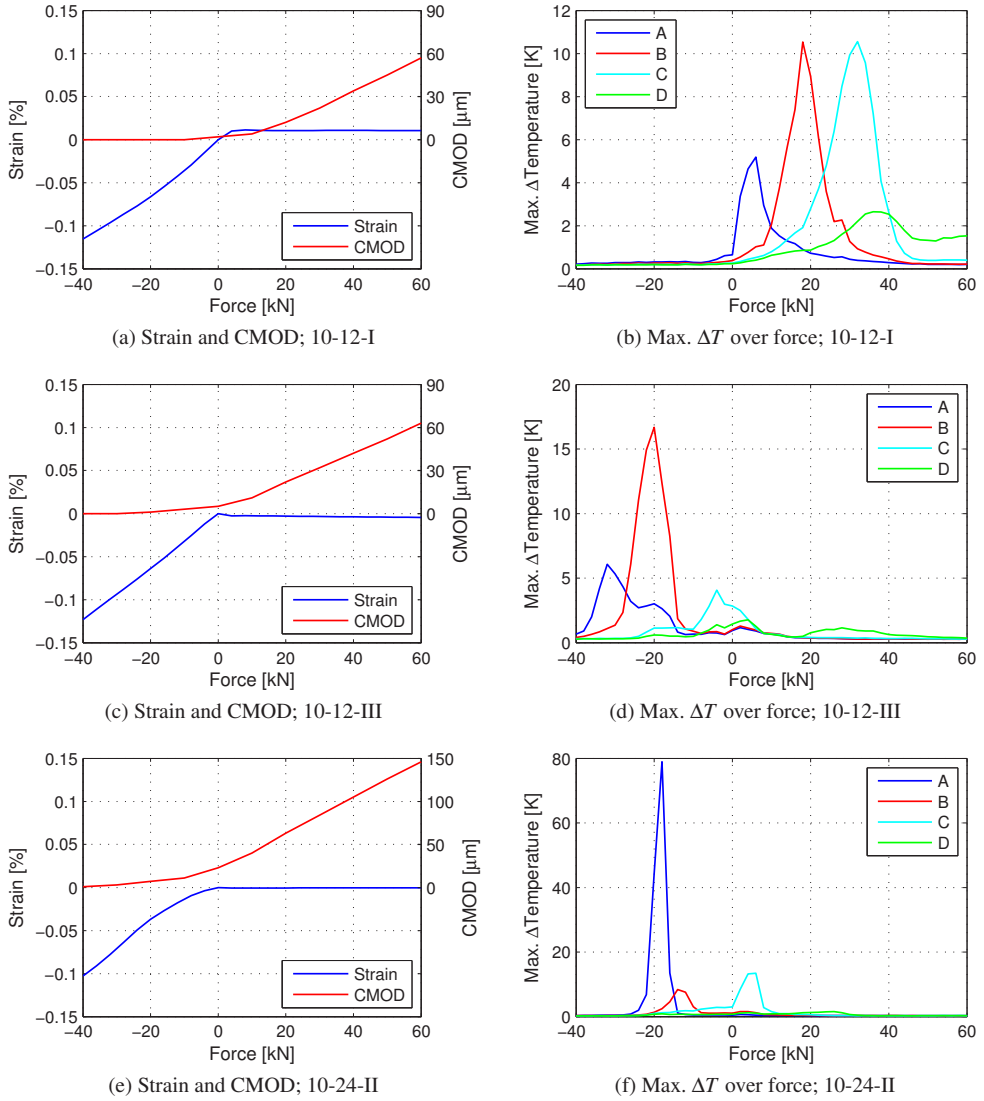 0.15
0.1
0.05
0
−0.05
−0.1
−0.15
Strain [%]
90
60
30
0
CMOD [µm]
Strain
CMOD
−40 −20 0 20 40 60
Force [kN]
(a) Strain and CMOD; 10-12-I
12
10
8
6
4
2
0
Max. ΔTemperature [K]
A
B
C
D
−40 −20 0 20 40 60
Force [kN]
(b) Max. ΔT over force; 10-12-I
0.15
0.1
0.05
0
−0.05
−0.1
−0.15
Strain [%]
90
60
30
0
CMOD [µm]
Strain
CMOD
−40 −20 0 20 40 60
Force [kN]
(c) Strain and CMOD; 10-12-III
20
15
10
5
0
Max. ΔTemperature [K]
A
B
C
D
−40 −20 0 20 40 60
Force [kN]
(d) Max. ΔT over force; 10-12-III
0.15
0.1
0.05
0
−0.05
−0.1
−0.15
Strain [%]
150
100
50
0
CMOD [µm]
Strain
CMOD
−40 −20 0 20 40 60
Force [kN]
(e) Strain and CMOD; 10-24-II
80
60
40
20
0
Max. ΔTemperature [K]
A
B
C
D
−40 −20 0 20 40 60
Force [kN]
(f) Max. ΔT over force; 10-24-II